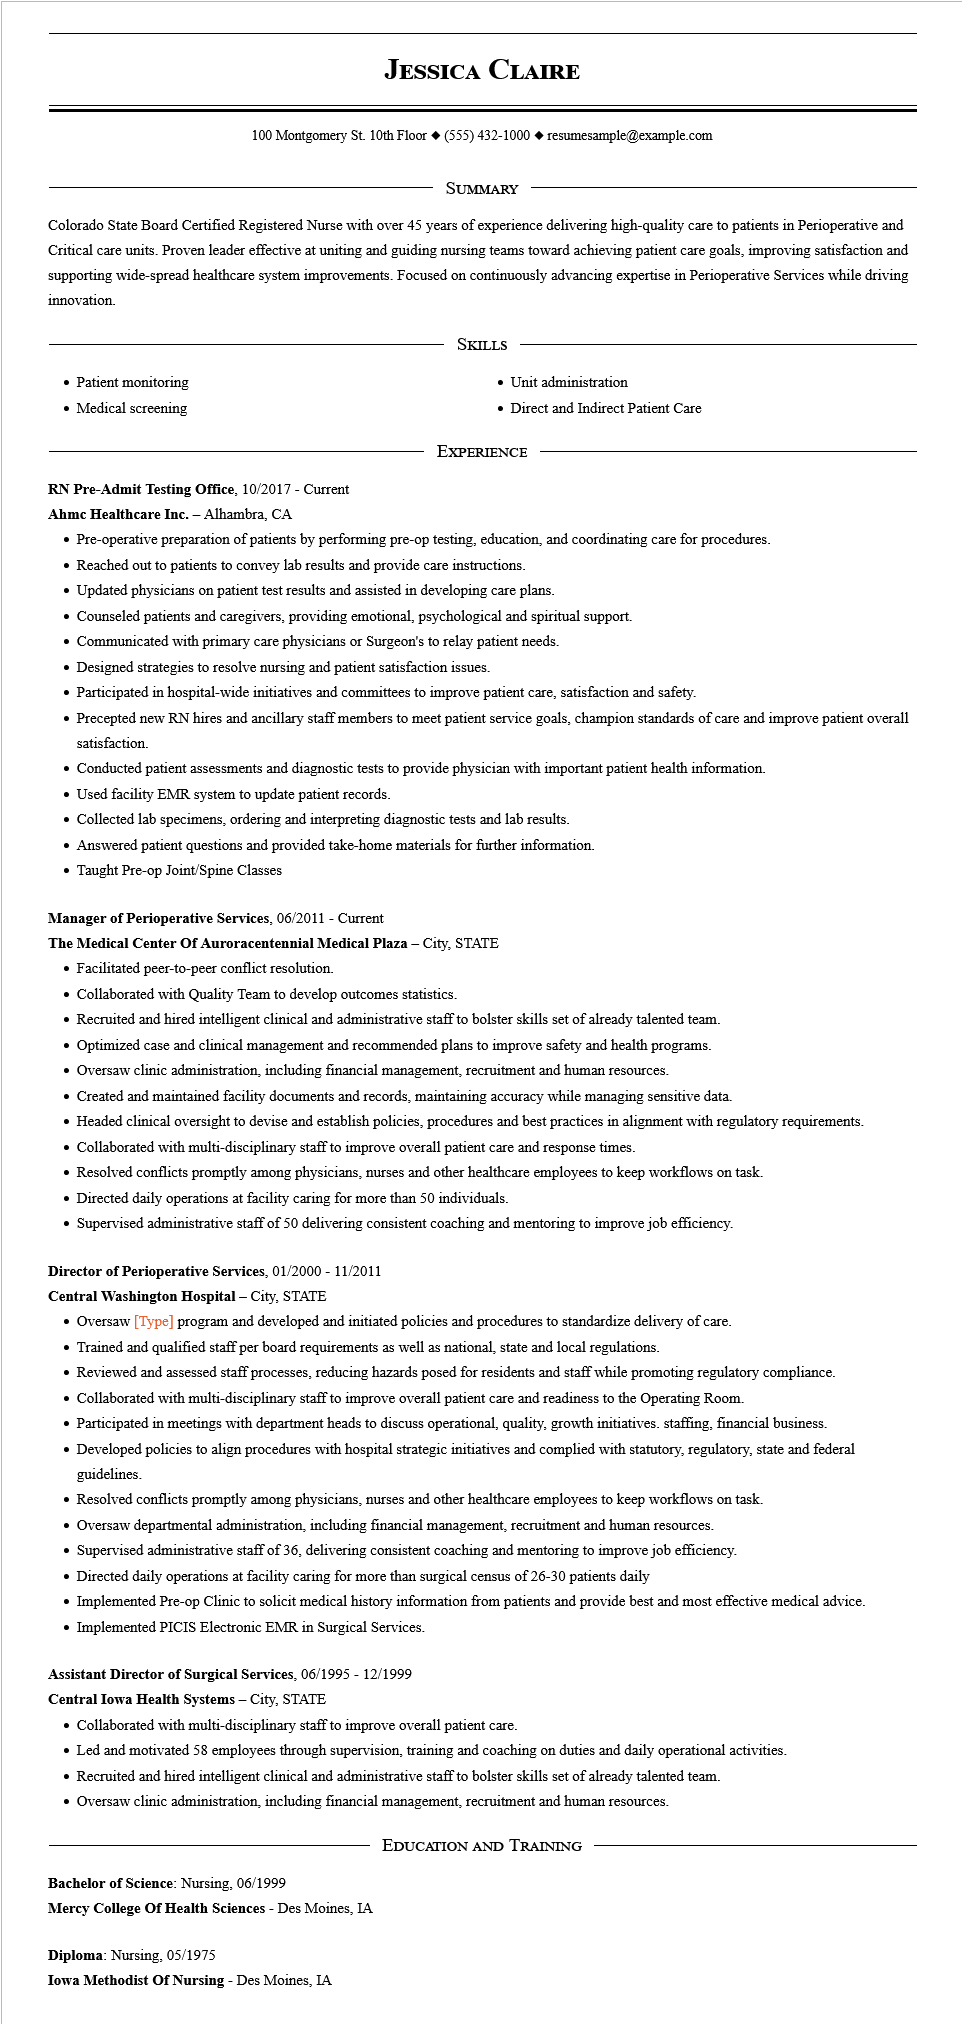 Jessica Claire
100 Montgomery St. 10th Floor ◆ (555) 432-1000 ◆ resumesample@example.com
Summary
Colorado State Board Certified Registered Nurse with over 45 years of experience delivering high-quality care to patients in Perioperative and
Critical care units. Proven leader effective at uniting and guiding nursing teams toward achieving patient care goals, improving satisfaction and
supporting wide-spread healthcare system improvements. Focused on continuously advancing expertise in Perioperative Services while driving
innovation.
Skills
• Patient monitoring
• Medical screening
• Unit administration
• Direct and Indirect Patient Care
Experience
RN Pre-Admit Testing Office, 10/2017 - Current
Ahmc Healthcare Inc. – Alhambra, CA
• Pre-operative preparation of patients by performing pre-op testing, education, and coordinating care for procedures.
• Reached out to patients to convey lab results and provide care instructions.
• Updated physicians on patient test results and assisted in developing care plans.
• Counseled patients and caregivers, providing emotional, psychological and spiritual support.
• Communicated with primary care physicians or Surgeon's to relay patient needs.
• Designed strategies to resolve nursing and patient satisfaction issues.
• Participated in hospital-wide initiatives and committees to improve patient care, satisfaction and safety.
• Precepted new RN hires and ancillary staff members to meet patient service goals, champion standards of care and improve patient overall
satisfaction.
• Conducted patient assessments and diagnostic tests to provide physician with important patient health information.
• Used facility EMR system to update patient records.
• Collected lab specimens, ordering and interpreting diagnostic tests and lab results.
• Answered patient questions and provided take-home materials for further information.
• Taught Pre-op Joint/Spine Classes
Manager of Perioperative Services, 06/2011 - Current
The Medical Center Of Auroracentennial Medical Plaza – City, STATE
• Facilitated peer-to-peer conflict resolution.
• Collaborated with Quality Team to develop outcomes statistics.
• Recruited and hired intelligent clinical and administrative staff to bolster skills set of already talented team.
• Optimized case and clinical management and recommended plans to improve safety and health programs.
• Oversaw clinic administration, including financial management, recruitment and human resources.
• Created and maintained facility documents and records, maintaining accuracy while managing sensitive data.
• Headed clinical oversight to devise and establish policies, procedures and best practices in alignment with regulatory requirements.
• Collaborated with multi-disciplinary staff to improve overall patient care and response times.
• Resolved conflicts promptly among physicians, nurses and other healthcare employees to keep workflows on task.
• Directed daily operations at facility caring for more than 50 individuals.
• Supervised administrative staff of 50 delivering consistent coaching and mentoring to improve job efficiency.
Director of Perioperative Services, 01/2000 - 11/2011
Central Washington Hospital – City, STATE
• Oversaw [Type] program and developed and initiated policies and procedures to standardize delivery of care.
• Trained and qualified staff per board requirements as well as national, state and local regulations.
• Reviewed and assessed staff processes, reducing hazards posed for residents and staff while promoting regulatory compliance.
• Collaborated with multi-disciplinary staff to improve overall patient care and readiness to the Operating Room.
• Participated in meetings with department heads to discuss operational, quality, growth initiatives. staffing, financial business.
• Developed policies to align procedures with hospital strategic initiatives and complied with statutory, regulatory, state and federal
guidelines.
• Resolved conflicts promptly among physicians, nurses and other healthcare employees to keep workflows on task.
• Oversaw departmental administration, including financial management, recruitment and human resources.
• Supervised administrative staff of 36, delivering consistent coaching and mentoring to improve job efficiency.
• Directed daily operations at facility caring for more than surgical census of 26-30 patients daily
• Implemented Pre-op Clinic to solicit medical history information from patients and provide best and most effective medical advice.
• Implemented PICIS Electronic EMR in Surgical Services.
Assistant Director of Surgical Services, 06/1995 - 12/1999
Central Iowa Health Systems – City, STATE
• Collaborated with multi-disciplinary staff to improve overall patient care.
• Led and motivated 58 employees through supervision, training and coaching on duties and daily operational activities.
• Recruited and hired intelligent clinical and administrative staff to bolster skills set of already talented team.
• Oversaw clinic administration, including financial management, recruitment and human resources.
Education and Training
Bachelor of Science: Nursing, 06/1999
Mercy College Of Health Sciences - Des Moines, IA
Diploma: Nursing, 05/1975
Iowa Methodist Of Nursing - Des Moines, IA